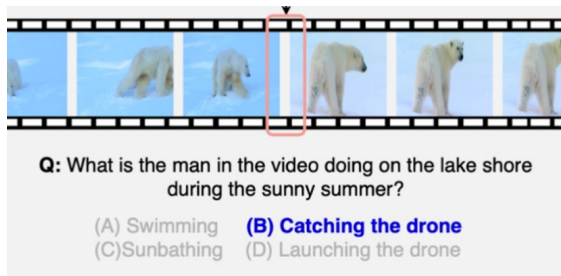 Q: What is the man in the video doing on the lake shore
during the sunny summer?
(A) Swimming (B) Catching the drone
(C)Sunbathing (D) Launching the drone